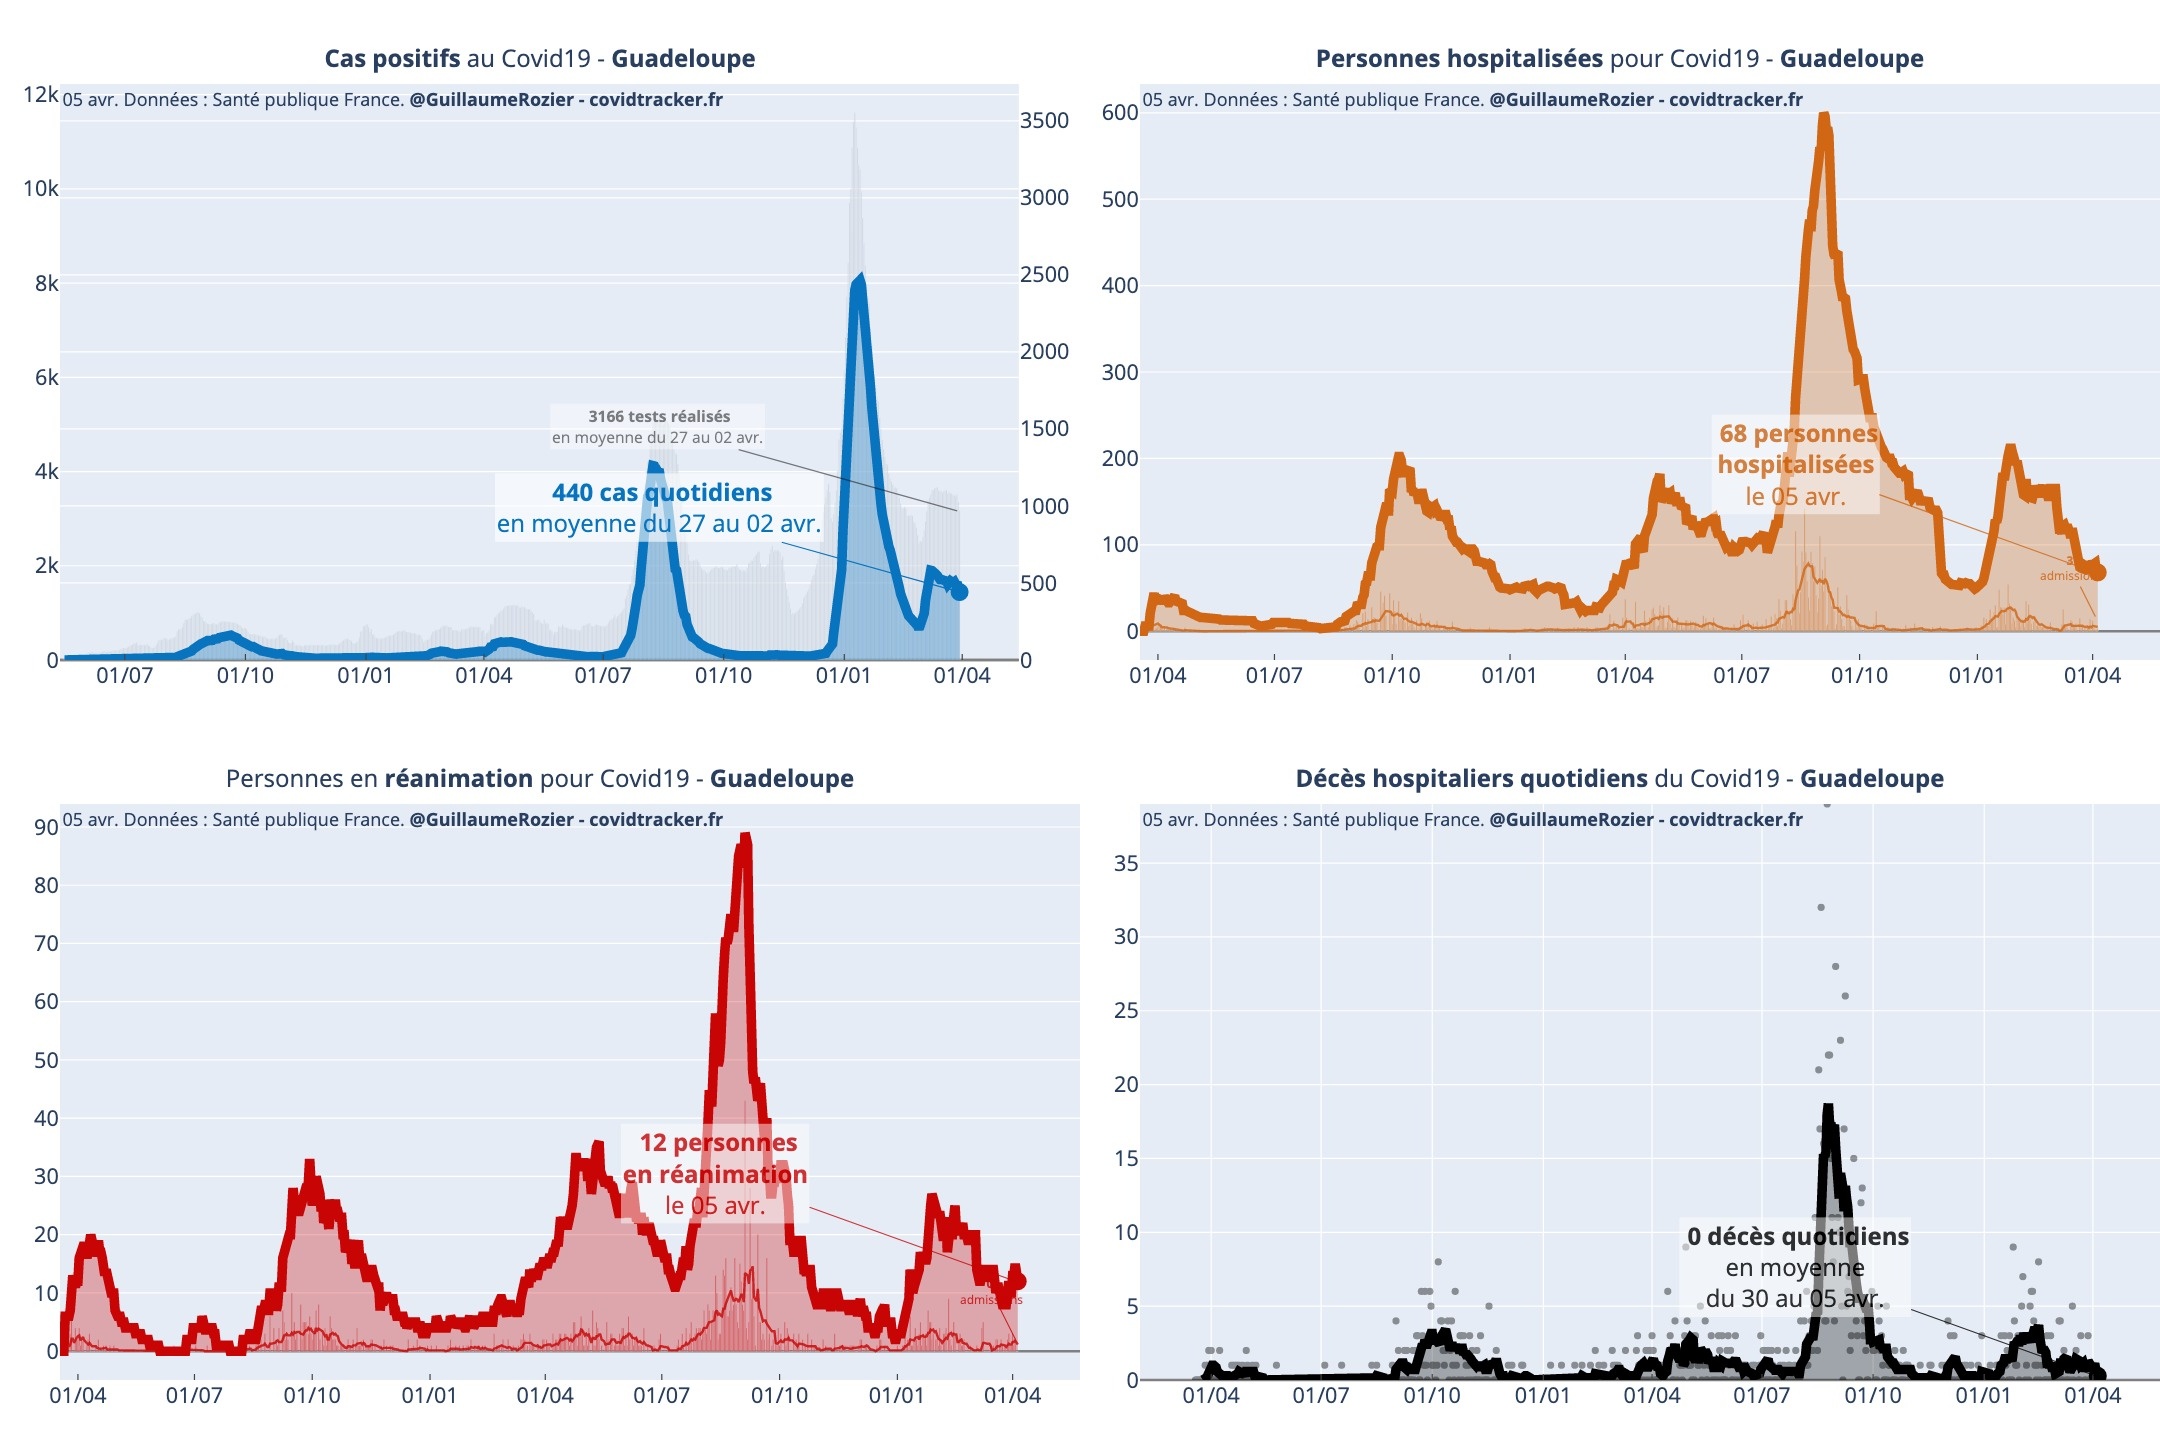 Cas positifs au Covid19 - Guadeloupe
05 avr. Données : Santé publique France. @GuillaumeRozier - covidtracker.fr
12k
10k
8k
6k
4k
2k
0
3500
3000
2500
2000
1500
1000
500
0
3166 tests réalisés
en moyenne du 27 au 02 avr.
440 cas quotidiens
en moyenne du 27 au 02 avr.
01/07 01/10 01/01 01/04 01/07 01/10 01/01 01/04
Personnes hospitalisées pour Covid19 - Guadeloupe
05 avr. Données : Santé publique France. @GuillaumeRozier - covidtracker.fr
600
500
400
300
200
100
0
68 personnes
hospitalisées
le 05 avr.
admissions
01/04 01/07 01/10 01/01 01/04 01/07 01/10 01/01 01/04
Personnes en réanimation pour Covid19 - Guadeloupe
05 avr. Données : Santé publique France. @GuillaumeRozier - covidtracker.fr
90
80
70
60
50
40
30
20
10
0
12 personnes
en réanimation
le 05 avr.
admissions
01/04 01/07 01/10 01/01 01/04 01/07 01/10 01/01 01/04
Décès hospitaliers quotidiens du Covid19 - Guadeloupe
05 avr. Données : Santé publique France. @GuillaumeRozier - covidtracker.fr
35
30
25
20
15
10
5
0
0 décès quotidiens
en moyenne
du 30 au 05 avr.
01/04 01/07 01/10 01/01 01/04 01/07 01/10 01/01 01/04